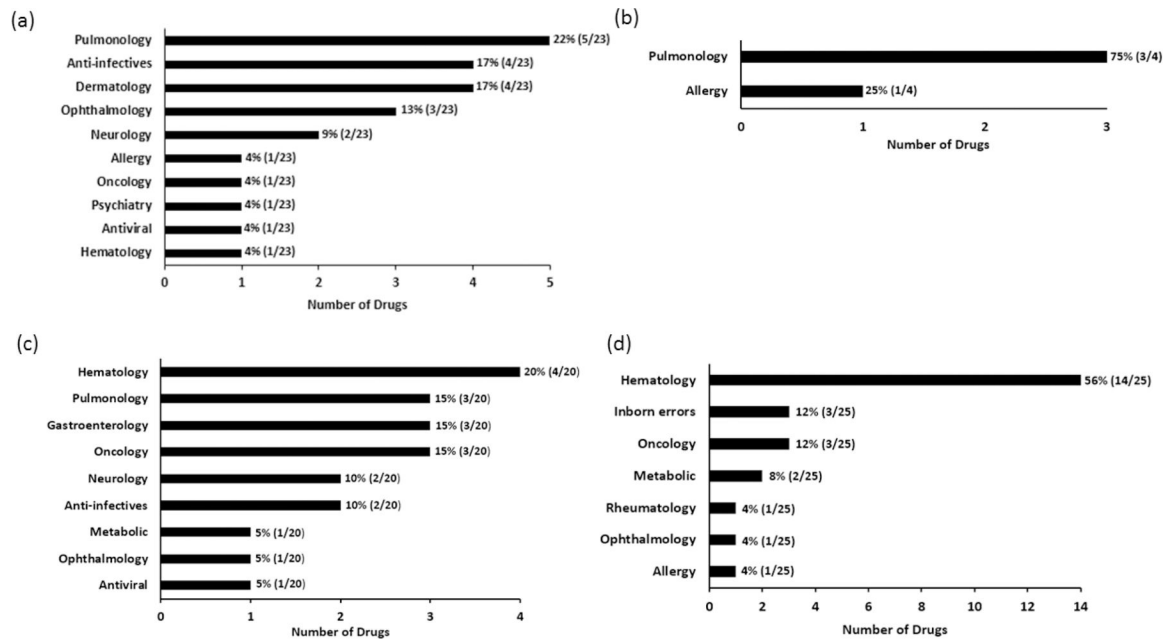 (a)
Pulmonology 22% (5/23)
Anti-infectives 17% (4/23)
Dermatology 17% (4/23)
Ophthalmology 13% (3/23)
Neurology 9% (2/23)
Allergy 4% (1/23)
Oncology 4% (1/23)
Psychiatry 4% (1/23)
Antiviral 4% (1/23)
Hematology 4% (1/23)
0 1 2 3 4 5
Number of Drugs
(b)
Pulmonology 75% (3/4)
Allergy 25% (1/4)
0 1 2 3
Number of Drugs
(c)
Hematology 20% (4/20)
Pulmonology 15% (3/20)
Gastroenterology 15% (3/20)
Oncology 15% (3/20)
Neurology 10% (2/20)
Anti-infectives 10% (2/20)
Metabolic 5% (1/20)
Ophthalmology 5% (1/20)
Antiviral 5% (1/20)
0 1 2 3 4
Number of Drugs
(d)
Hematology 56% (14/25)
Inborn errors 12% (3/25)
Oncology 12% (3/25)
Metabolic 8% (2/25)
Rheumatology 4% (1/25)
Ophthalmology 4% (1/25)
Allergy 4% (1/25)
0 2 4 6 8 10 12 14
Number of Drugs